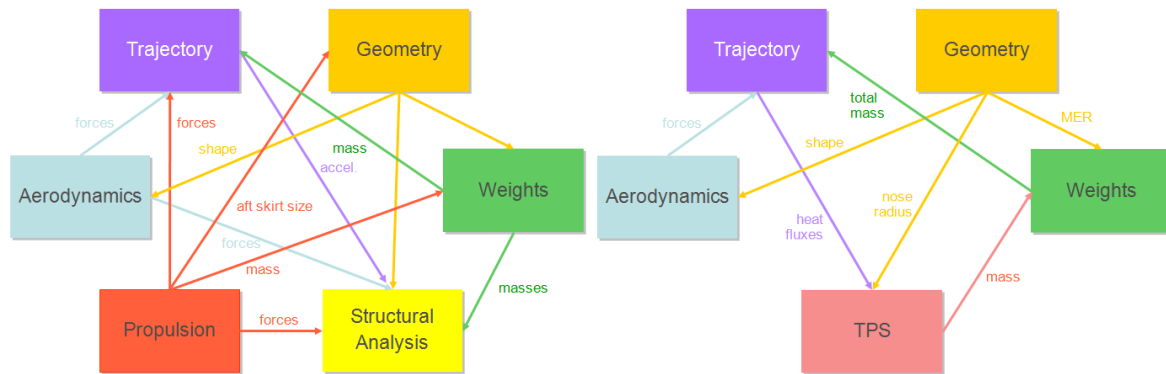 Trajectory
Geometry
forces
forces
shape
mass
accel.
Aerodynamics
Weights
aft skirt size
forces
mass
masses
Propulsion
forces
Structural
Analysis
Trajectory
Geometry
forces
total
mass
MER
shape
Aerodynamics
Weights
nose
radius
heat
fluxes
mass
TPS